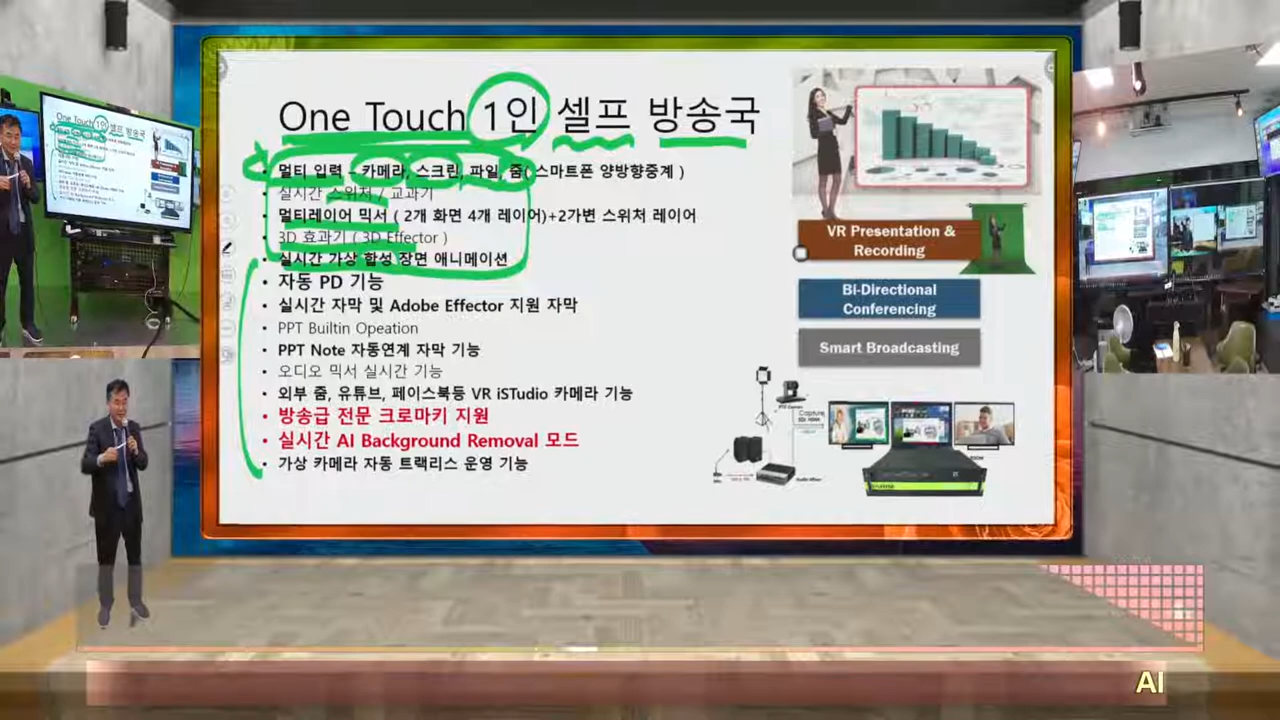 One Touch 1인 셀프 방송국
멀티 입력 – 카메라, 스크린, 파일, 줌( 스마트폰 양방향중계 )
실시간 스위처 / 교과기
멀티레이어 믹서 ( 2개 화면 4개 레이어)+2가변 스위처 레이어
3D 효과기 ( 3D Effector )
실시간 가상 합성 장면 애니메이션
자동 PD 기능
실시간 자막 및 Adobe Effector 지원 자막
PPT Builtin Opeation
PPT Note 자동연계 자막 기능
오디오 믹서 실시간 기능
외부 줌, 유튜브, 페이스북등 VR iSTudio 카메라 기능
방송급 전문 크로마키 지원
실시간 AI Background Removal 모드
가상 카메라 자동 트랙리스 운영 기능
VR Presentation &
Recording
Bi-Directional
Conferencing
Smart Broadcasting
Capture
Audio Mixer
AI